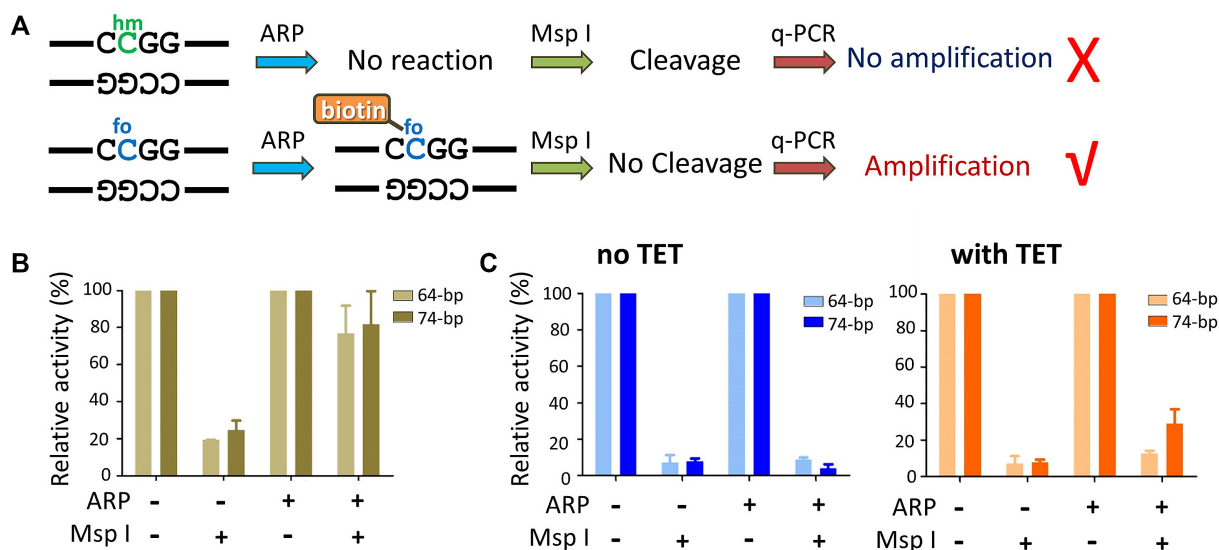 A
hm
CCGG
GGCC
ARP
No reaction
Msp I
Cleavage
q-PCR
No amplification
X
fo
CCGG
GGCC
ARP
biotin
fo
CCGG
GGCC
Msp I
No Cleavage
q-PCR
Amplification
√
B
Relative activity (%)
100
80
60
40
20
0
64-bp
74-bp
ARP - - + +
Msp I - + - +
C
no TET
Relative activity (%)
100
80
60
40
20
0
64-bp
74-bp
ARP - - + +
Msp I - + - +
with TET
100
80
60
40
20
0
64-bp
74-bp
- - + +
- + - +